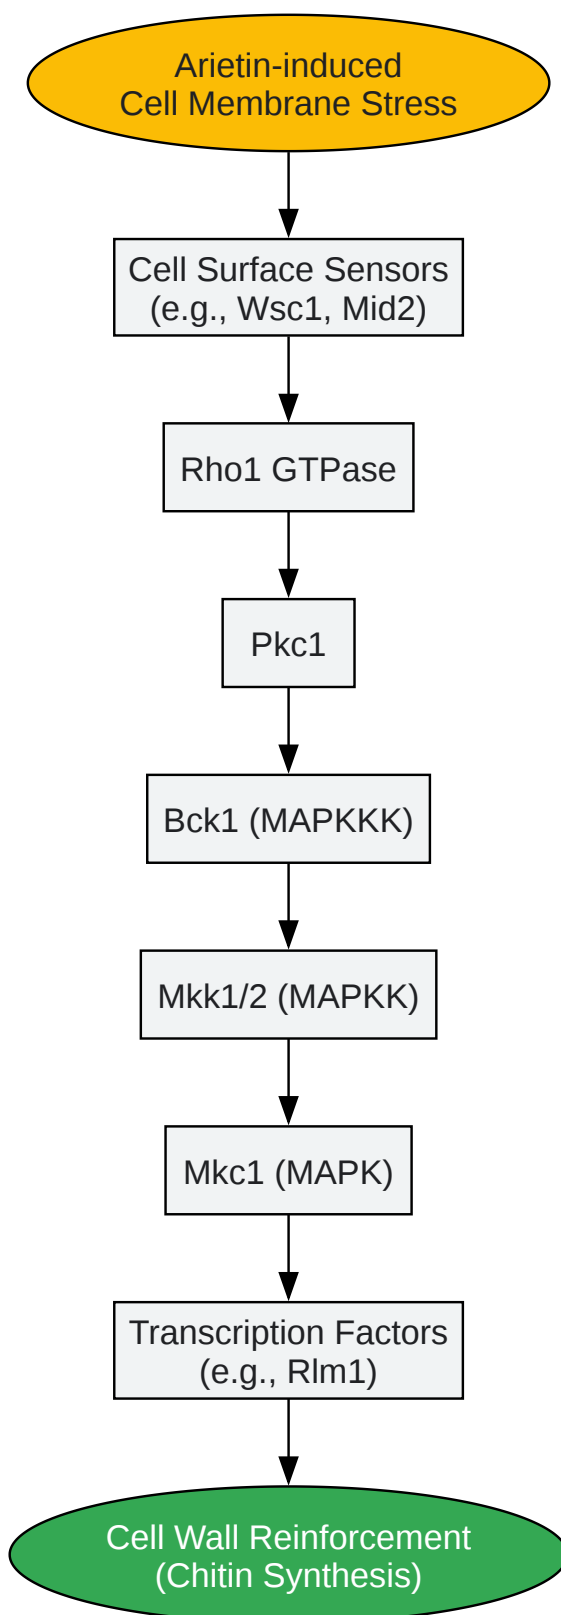 Arietin-induced
Cell Membrane Stress
Cell Surface Sensors
(e.g., Wsc1, Mid2)
Rho1 GTPase
Pkc1
Bck1 (MAPKKK)
Mkk1/2 (MAPKK)
Mkc1 (MAPK)
Transcription Factors
(e.g., Rlm1)
Cell Wall Reinforcement
(Chitin Synthesis)